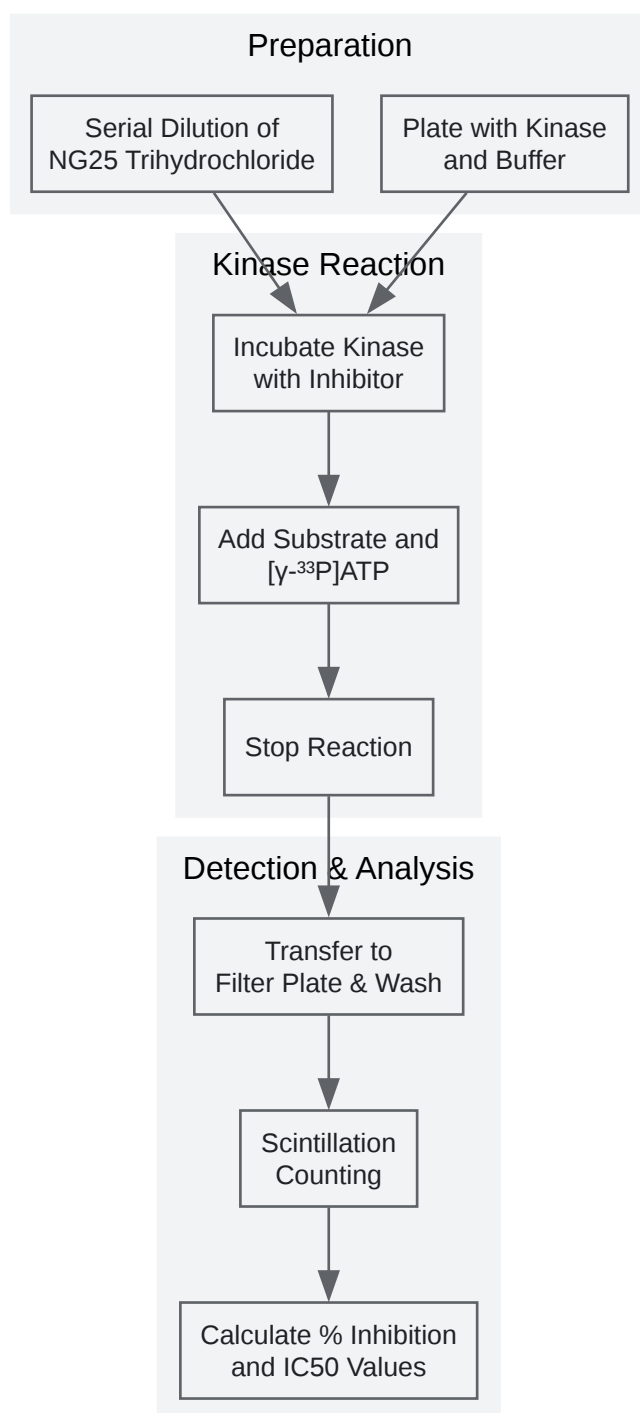 Preparation
Serial Dilution of
NG25 Trihydrochloride
Plate with Kinase
and Buffer
Kinase Reaction
Incubate Kinase
with Inhibitor
Add Substrate and
[γ-³³P]ATP
Stop Reaction
Detection & Analysis
Transfer to
Filter Plate & Wash
Scintillation
Counting
Calculate % Inhibition
and IC50 Values